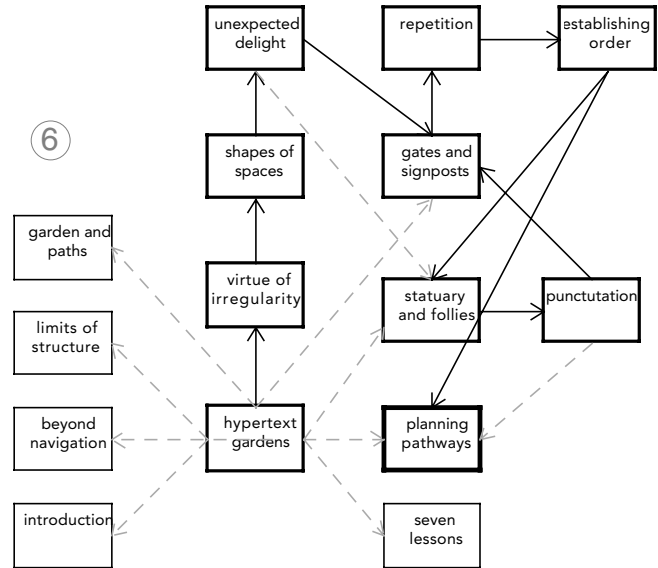 unexpected
delight
repetition
establishing
order
6
shapes of
spaces
gates and
signposts
garden and
paths
virtue of
irregularity
statuary
and follies
punctutation
limits of
structure
beyond
navigation
hypertext
gardens
planning
pathways
introduction
seven
lessons